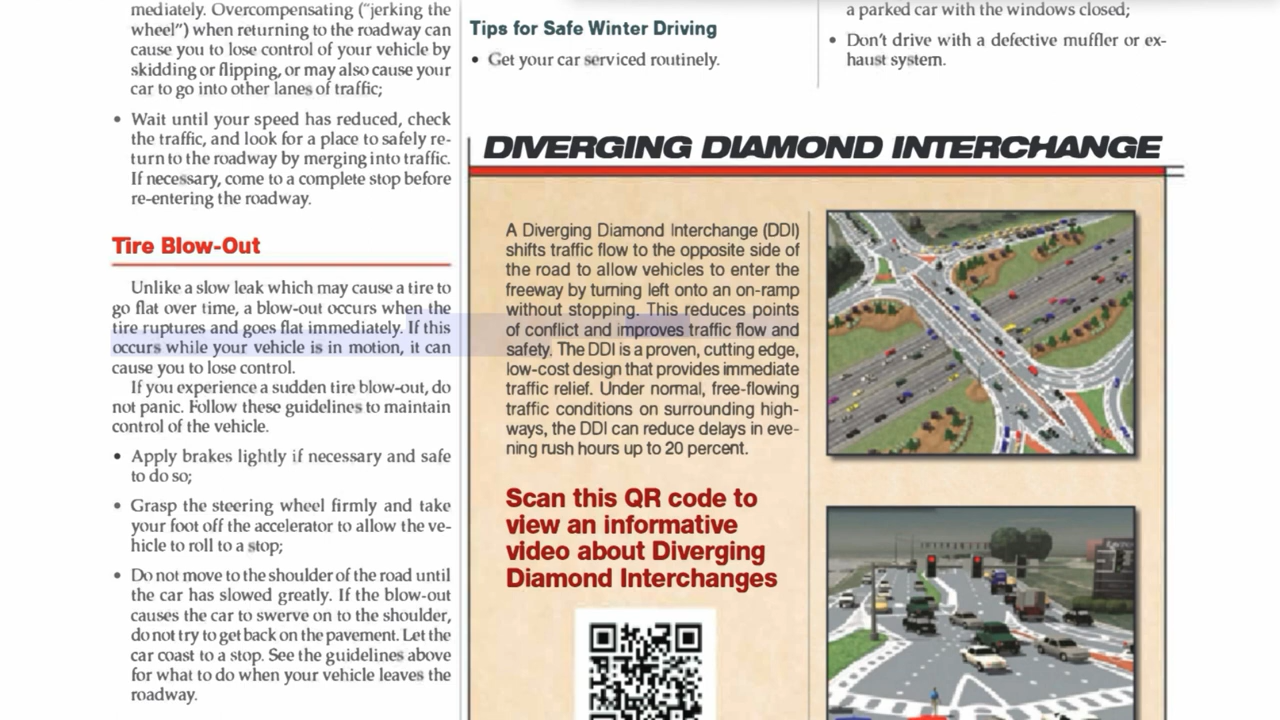 mediately. Overcompensating ("jerking the
wheel") when returning to the roadway can
cause you to lose control of your vehicle by
skidding or flipping, or may also cause your
car to go into other lanes of traffic;
• Wait until your speed has reduced, check
the traffic, and look for a place to safely re-
turn to the roadway by merging into traffic.
If necessary, come to a complete stop before
re-entering the roadway.
Tire Blow-Out
Unlike a slow leak which may cause a tire to
go flat over time, a blow-out occurs when the
tire ruptures and goes flat immediately. If this
occurs while your vehicle is in motion, it can
cause you to lose control.
If you experience a sudden tire blow-out, do
not panic. Follow these guidelines to maintain
control of the vehicle.
• Apply brakes lightly if necessary and safe
to do so;
• Grasp the steering wheel firmly and take
your foot off the accelerator to allow the ve-
hicle to roll to a stop;
• Do not move to the shoulder of the road until
the car has slowed greatly. If the blow-out
causes the car to swerve on to the shoulder,
do not try to get back on the pavement. Let the
car coast to a stop. See the guidelines above
for what to do when your vehicle leaves the
roadway.
Tips for Safe Winter Driving
• Get your car serviced routinely.
a parked car with the windows closed;
• Don't drive with a defective muffler or ex-
haust system.
DIVERGING DIAMOND INTERCHANGE
A Diverging Diamond Interchange (DDI)
shifts traffic flow to the opposite side of
the road to allow vehicles to enter the
freeway by turning left onto an on-ramp
without stopping. This reduces points
of conflict and improves traffic flow and
safety. The DDI is a proven, cutting edge,
low-cost design that provides immediate
traffic relief. Under normal, free-flowing
traffic conditions on surrounding high-
ways, the DDI can reduce delays in eve-
ning rush hours up to 20 percent.
Scan this QR code to
view an informative
video about Diverging
Diamond Interchanges